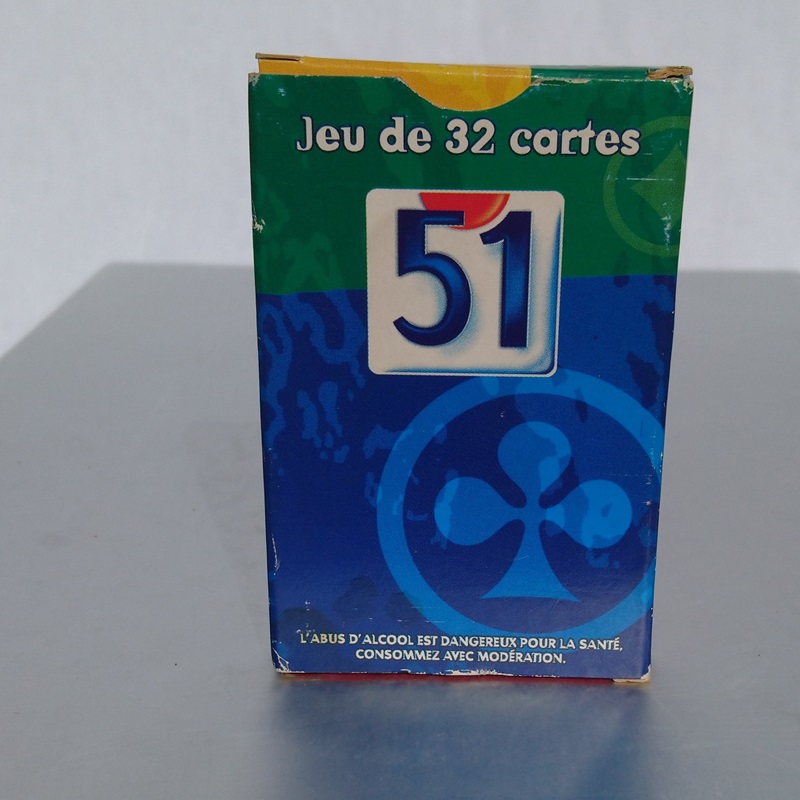 Jeu de 32 cartes
51
L'ABUS D'ALCOOL EST DANGEREUX POUR LA SANTÉ,
CONSOMMEZ AVEC MODÉRATION.